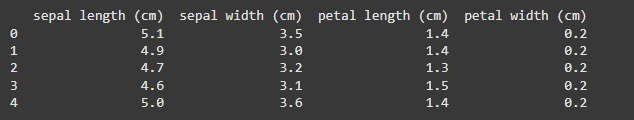 sepal length (cm) sepal width (cm) petal length (cm) petal width (cm)
0 5.1 3.5 1.4 0.2
1 4.9 3.0 1.4 0.2
2 4.7 3.2 1.3 0.2
3 4.6 3.1 1.5 0.2
4 5.0 3.6 1.4 0.2